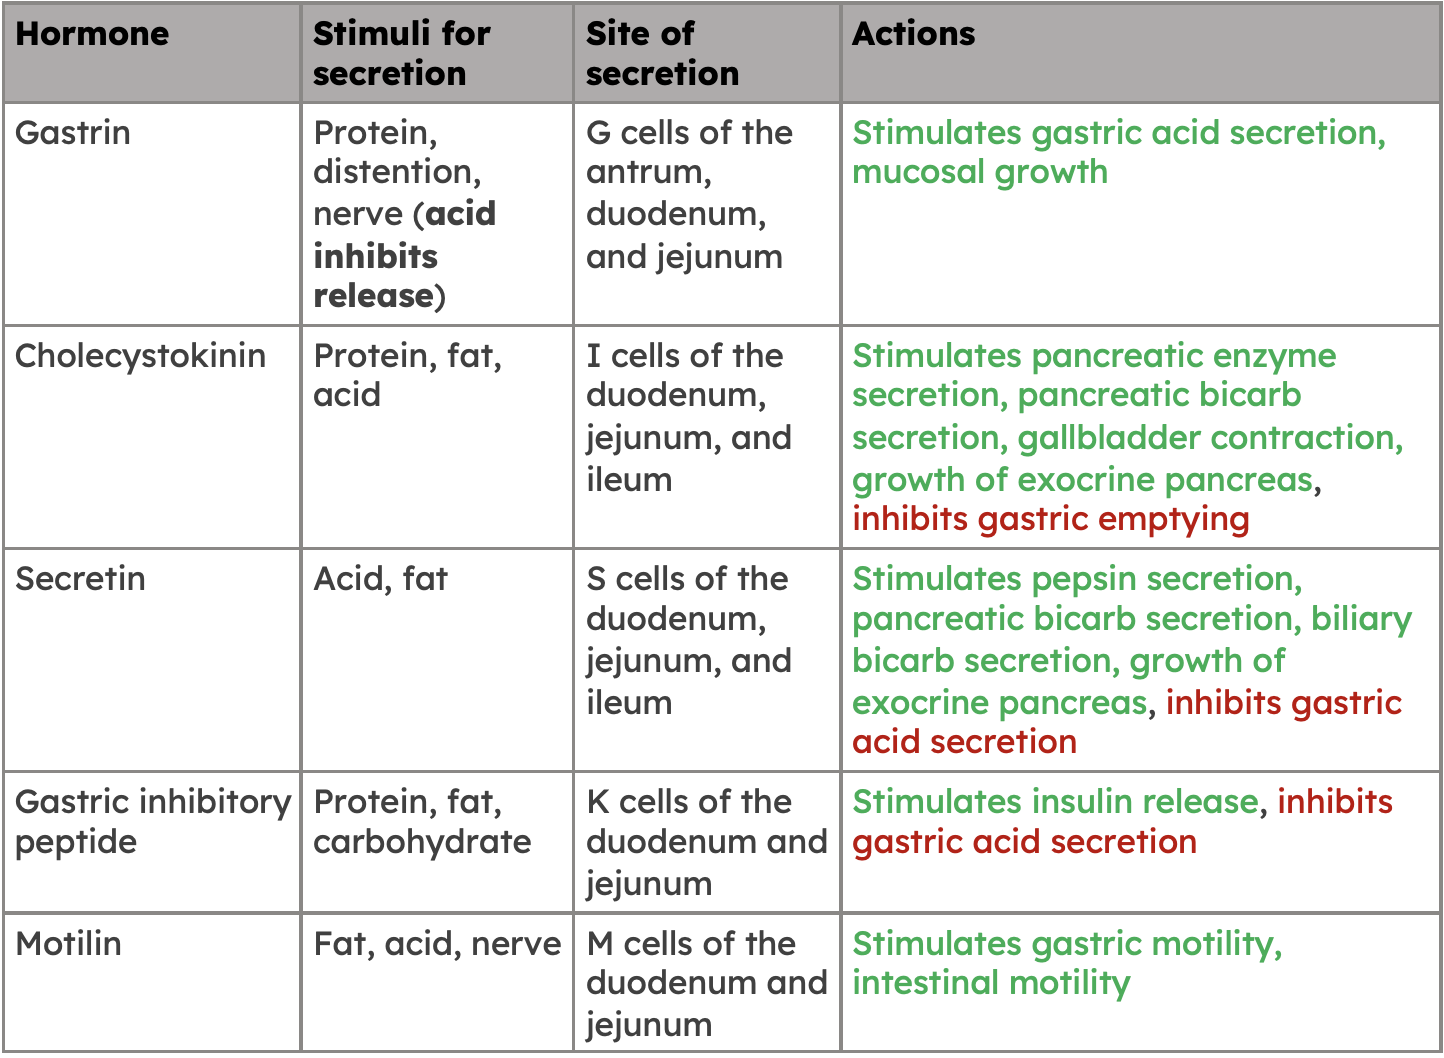 Hormone
Stimuli for
secretion
Site of
secretion
Actions
Gastrin
Protein,
distention,
nerve (acid
inhibits
release)
G cells of the
antrum,
duodenum,
and jejunum
Stimulates gastric acid secretion,
mucosal growth
Cholecystokinin
Protein, fat,
acid
I cells of the
duodenum,
jejunum, and
ileum
Stimulates pancreatic enzyme
secretion, pancreatic bicarb
secretion, gallbladder contraction,
growth of exocrine pancreas,
inhibits gastric emptying
Secretin
Acid, fat
S cells of the
duodenum,
jejunum, and
ileum
Stimulates pepsin secretion,
pancreatic bicarb secretion, biliary
bicarb secretion, growth of
exocrine pancreas, inhibits gastric
acid secretion
Gastric inhibitory
peptide
Protein, fat,
carbohydrate
K cells of the
duodenum and
jejunum
Stimulates insulin release, inhibits
gastric acid secretion
Motilin
Fat, acid, nerve
M cells of the
duodenum and
jejunum
Stimulates gastric motility,
intestinal motility